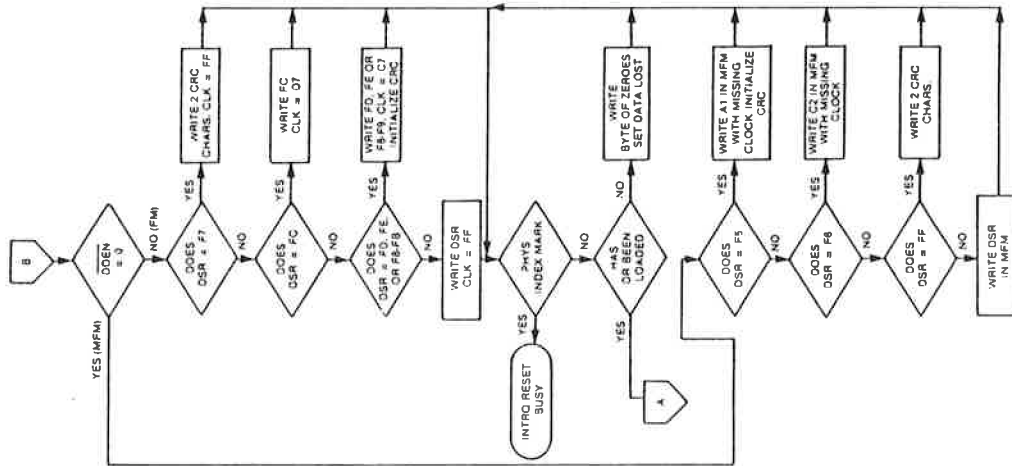 B
DDEN
= 0
YES (MFM)
NO (FM)
DOES
DSR = F7
YES
WRITE 2 CRC
CHARS. CLK = FF
NO
DOES
DSR = FC
YES
WRITE FC
CLK = D7
NO
DOES
DSR = FD, FE,
OR F8-FB
YES
WRITE FD, FE OR
F8-FB, CLK = C7
INITIALIZE CRC
NO
WRITE DSR
CLK = FF
PHYS
INDEX MARK
YES
INTRQ RESET
BUSY
NO
HAS
DR BEEN
LOADED
YES
A
NO
WRITE
BYTE OF ZEROES
SET DATA LOST
DOES
DSR = F5
YES
WRITE A1 IN MFM
WITH MISSING
CLOCK INITIALIZE
CRC
NO
DOES
DSR = F6
YES
WRITE C2 IN MFM
WITH MISSING
CLOCK
NO
DOES
DSR = FF
YES
WRITE 2 CRC
CHARS.
NO
WRITE DSR
IN MFM